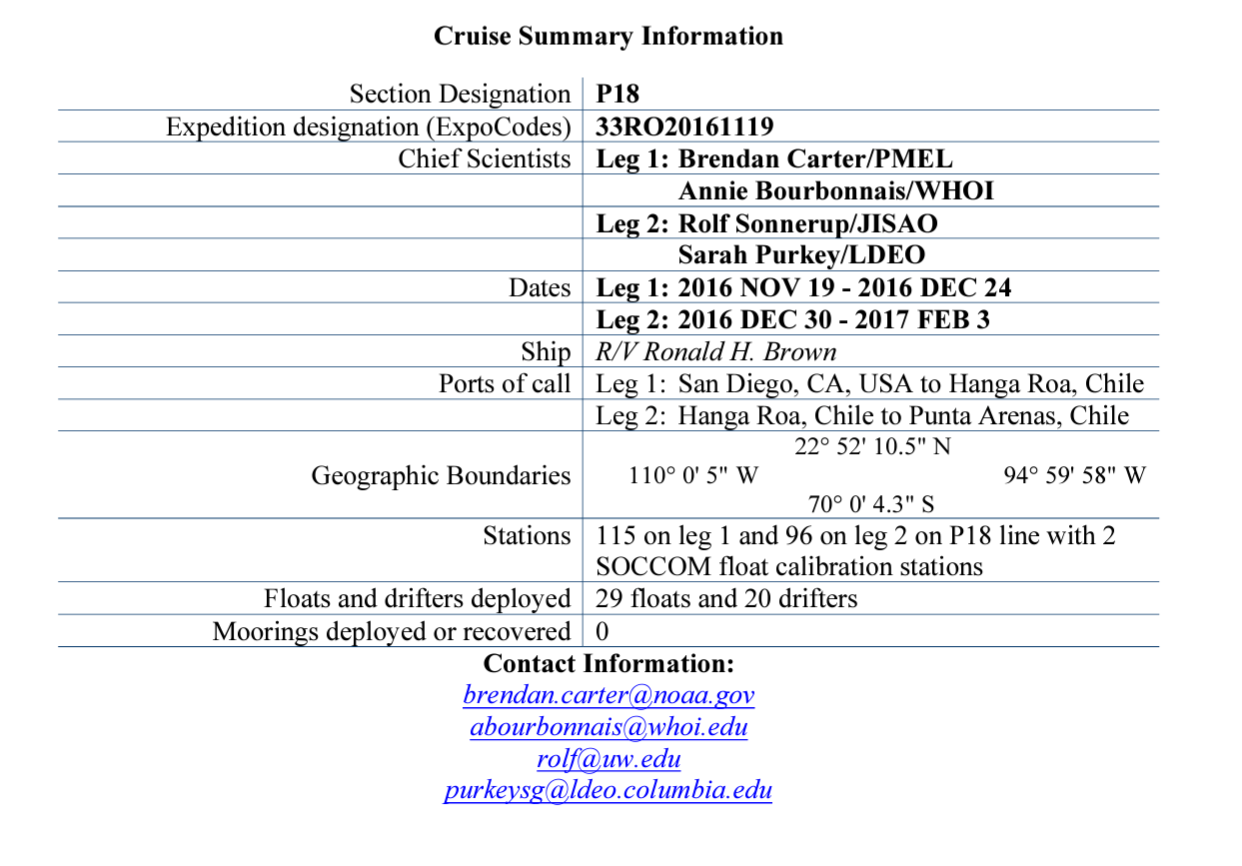 Cruise Summary Information
Section Designation P18
Expedition designation (ExpoCodes) 33RO20161119
Chief Scientists Leg 1: Brendan Carter/PMEL
Annie Bourbonnais/WHOI
Leg 2: Rolf Sonnerup/JISAO
Sarah Purkey/LDEO
Dates Leg 1: 2016 NOV 19 - 2016 DEC 24
Leg 2: 2016 DEC 30 - 2017 FEB 3
Ship R/V Ronald H. Brown
Ports of call Leg 1: San Diego, CA, USA to Hanga Roa, Chile
Leg 2: Hanga Roa, Chile to Punta Arenas, Chile
22° 52' 10.5" N
Geographic Boundaries 110° 0' 5" W 94° 59' 58" W
70° 0' 4.3" S
Stations 115 on leg 1 and 96 on leg 2 on P18 line with 2
SOCCOM float calibration stations
Floats and drifters deployed 29 floats and 20 drifters
Moorings deployed or recovered 0
Contact Information:
brendan.carter@noaa.gov
abourbonnais@whoi.edu
rolf@uw.edu
purkeysg@ldeo.columbia.edu